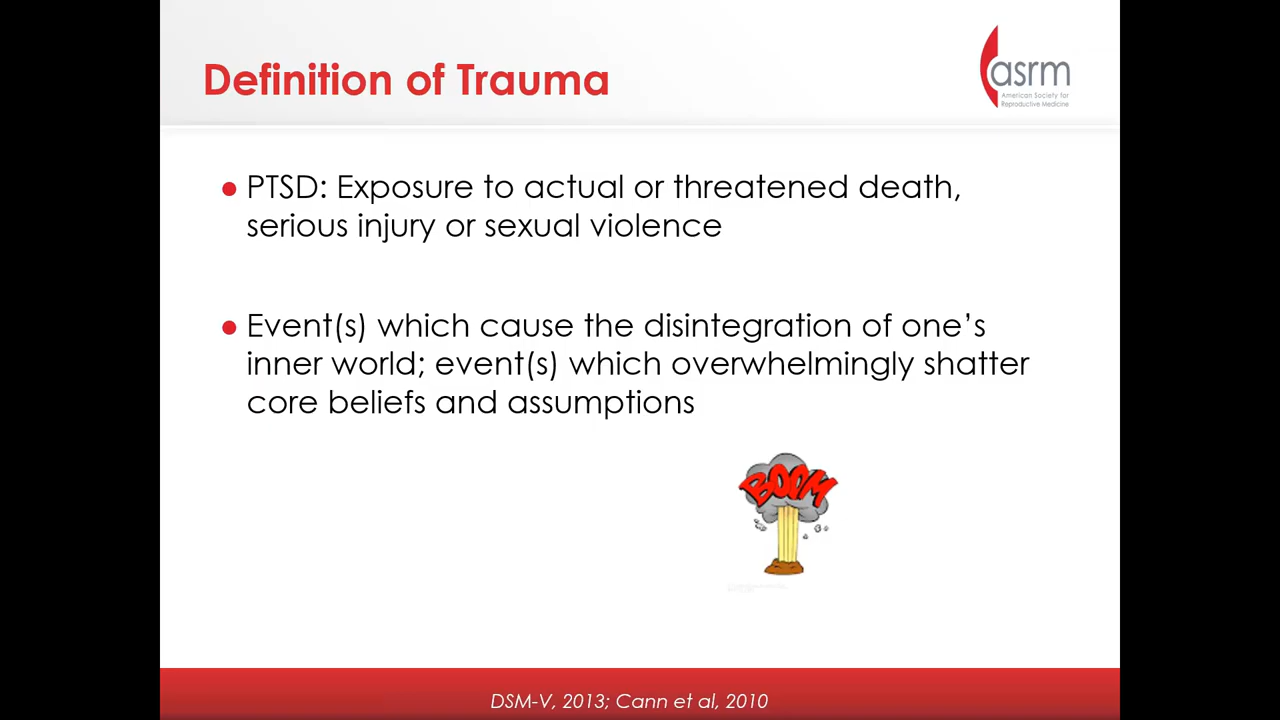 Definition of Trauma
asrm
American Society for
Reproductive Medicine
PTSD: Exposure to actual or threatened death,
serious injury or sexual violence
Event(s) which cause the disintegration of one’s
inner world; event(s) which overwhelmingly shatter
core beliefs and assumptions
BOOM
DSM-V, 2013; Cann et al, 2010